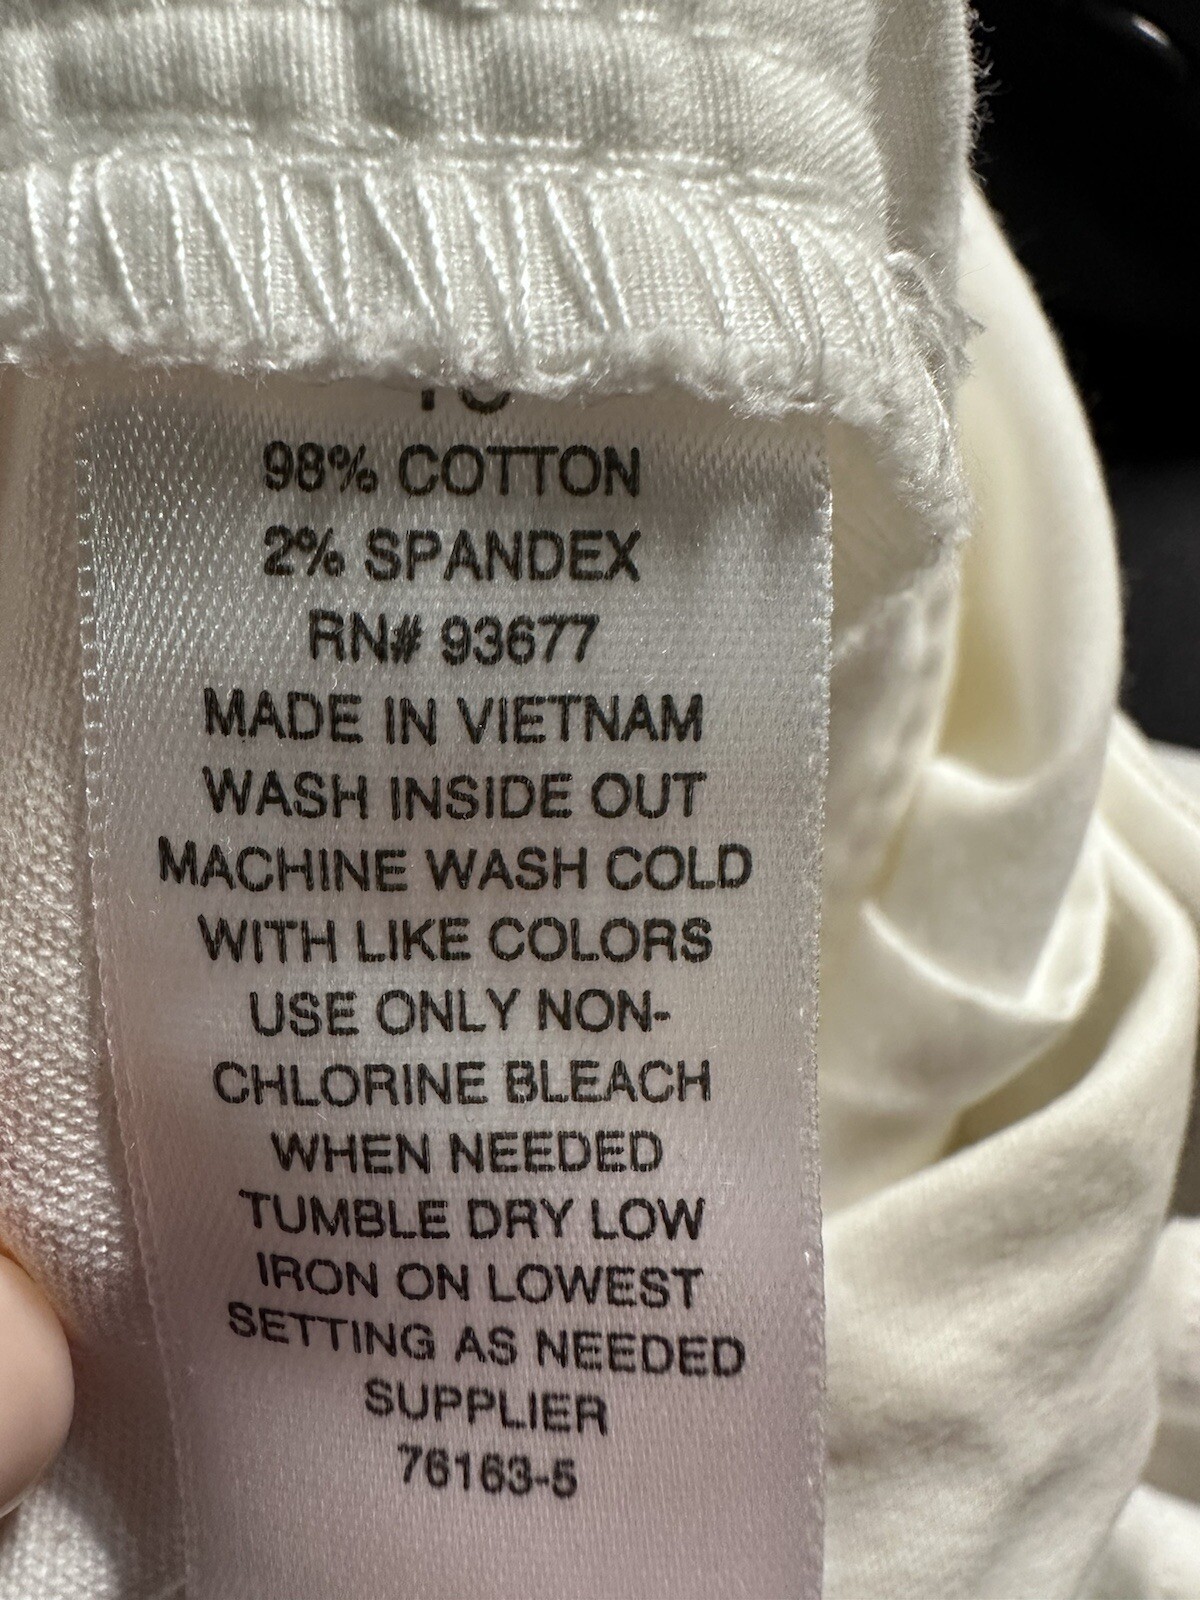 98% COTTON
2% SPANDEX
RN# 93677
MADE IN VIETNAM
WASH INSIDE OUT
MACHINE WASH COLD
WITH LIKE COLORS
USE ONLY NON-
CHLORINE BLEACH
WHEN NEEDED
TUMBLE DRY LOW
IRON ON LOWEST
SETTING AS NEEDED
SUPPLIER
76163-5